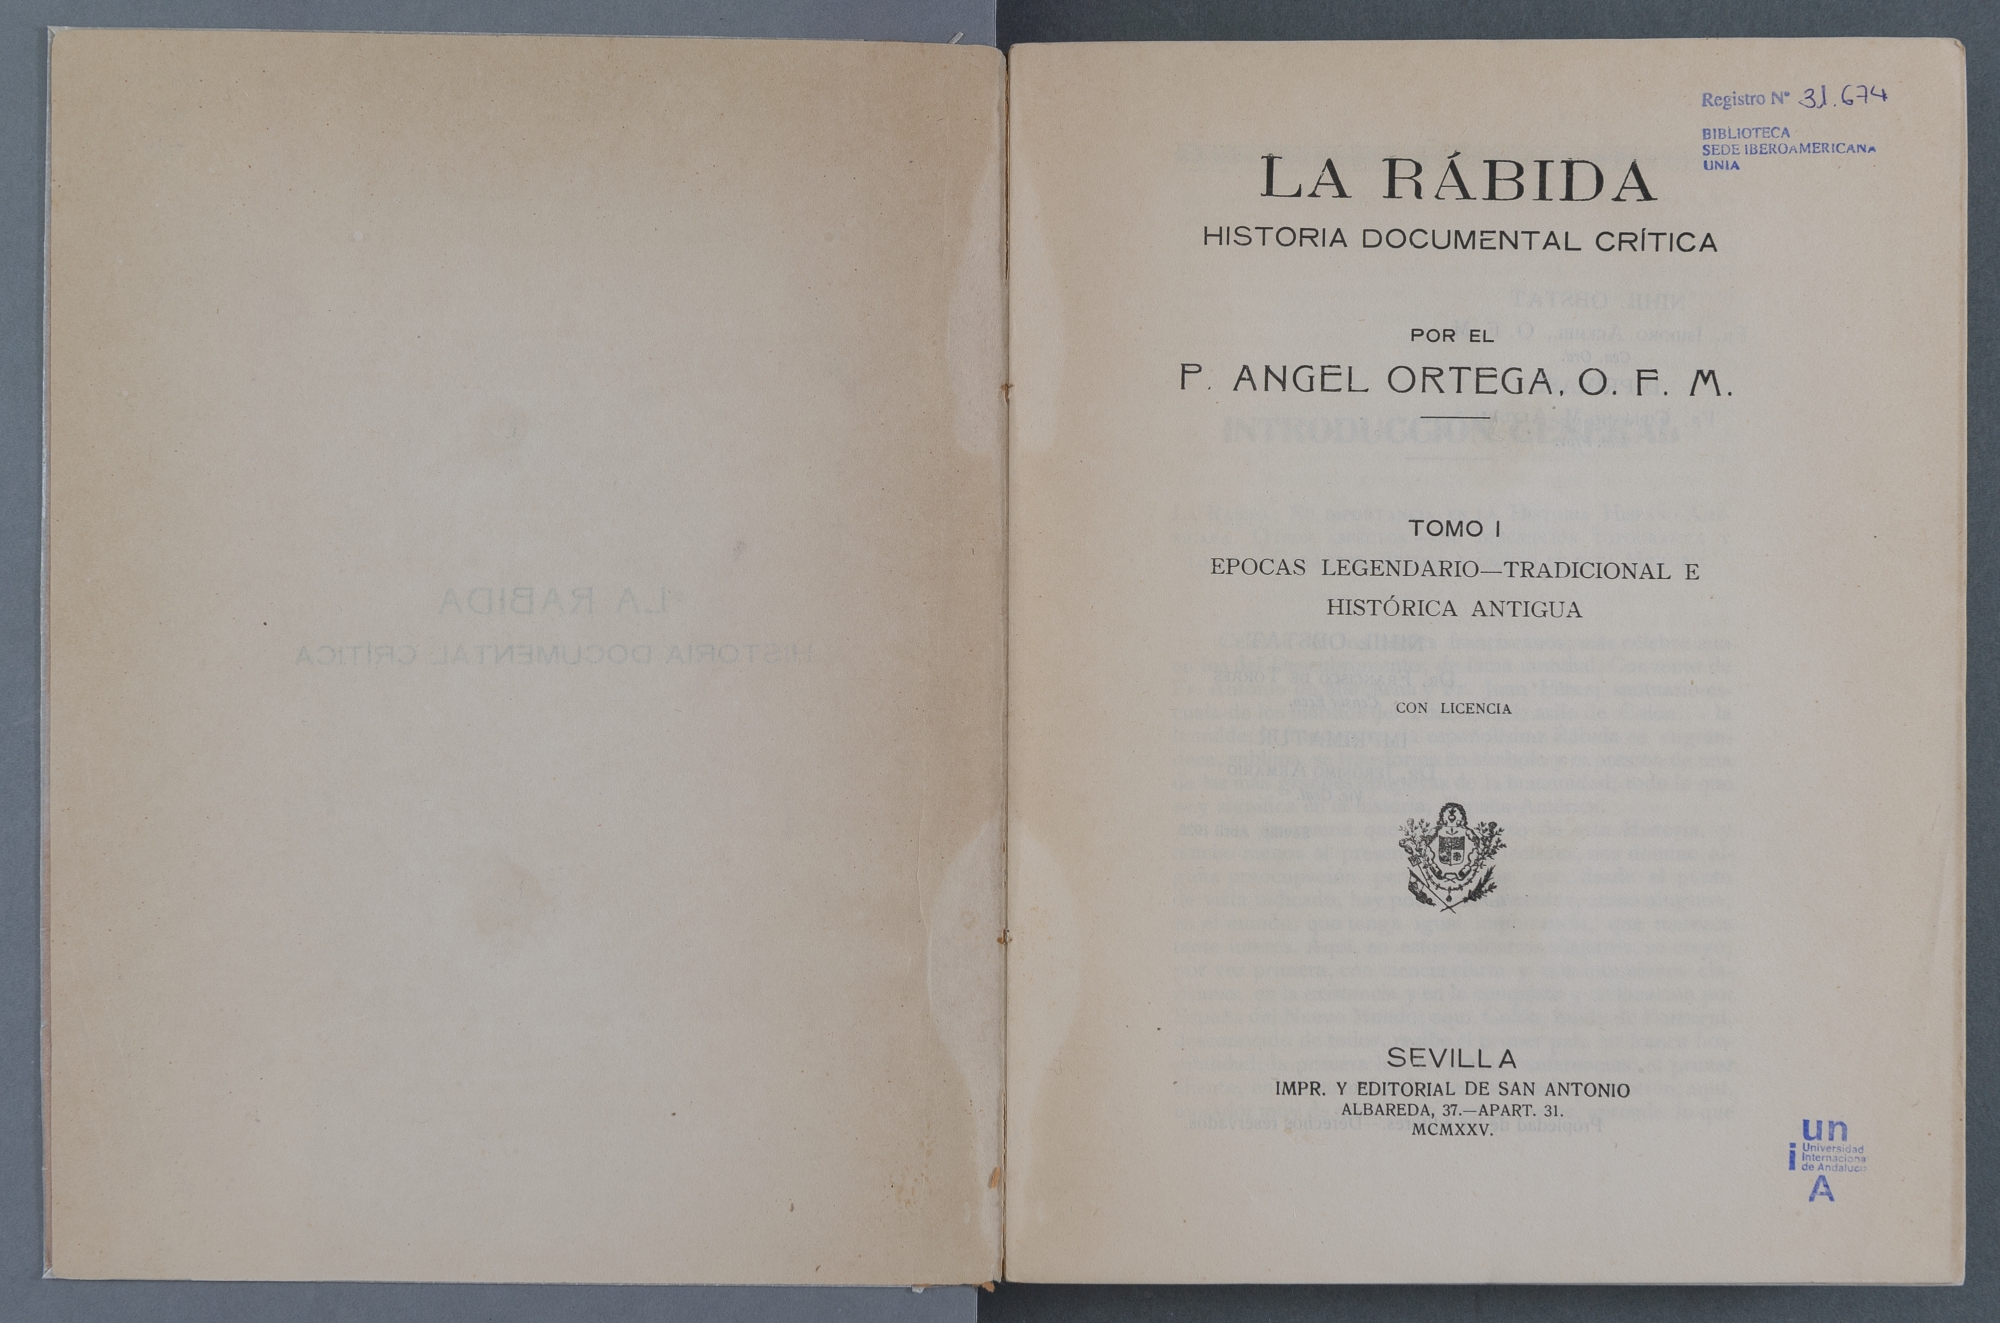 Registro Nº 31.674
BIBLIOTECA
SEDE IBEROAMERICANA
UNIA
LA RÁBIDA
HISTORIA DOCUMENTAL CRÍTICA
POR EL
P. ANGEL ORTEGA, O. F. M.
TOMO I
EPOCAS LEGENDARIO—TRADICIONAL E
HISTÓRICA ANTIGUA
CON LICENCIA
SEVILLA
IMPR. Y EDITORIAL DE SAN ANTONIO
ALBAREDA, 37.—APART. 31.
MCMXXV.
un
i
Universidad
Internacional
de Andalucía
A